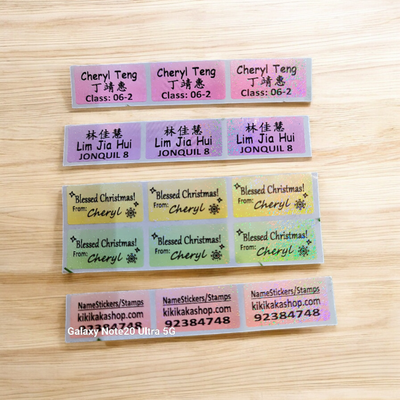 Cheryl Teng Cheryl Teng Cheryl Teng
丁靖惠 丁靖惠 丁靖惠
Class: 06-2 Class: 06-2 Class: 06-2
林佳慧 林佳慧 林佳慧
Lim Jia Hui Lim Jia Hui Lim Jia Hui
JONQUIL 8 JONQUIL 8 JONQUIL 8
Blessed Christmas! Blessed Christmas! Blessed Christmas!
From: Cheryl From: Cheryl From: Cheryl
Blessed Christmas! Blessed Christmas! Blessed Christmas!
From: Cheryl From: Cheryl From: Cheryl
NameStickers/Stamps NameStickers/Stamps NameStickers/Stamps
kikikakashop.com kikikakashop.com kikikakashop.com
92384748 92384748 92384748
Galaxy Note20 Ultra 5G